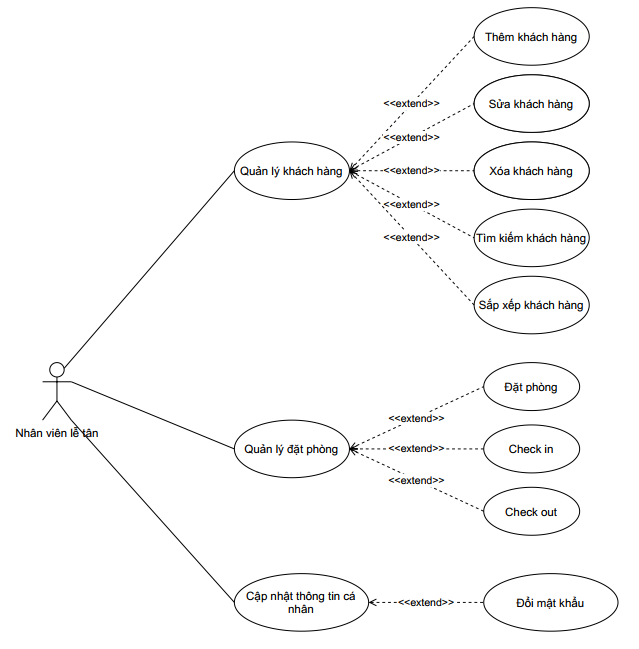 Thêm khách hàng
<<extend>>
Sửa khách hàng
<<extend>>
Quản lý khách hàng
<<extend>>
Xóa khách hàng
<<extend>>
Tìm kiếm khách hàng
<<extend>>
Sắp xếp khách hàng
Nhân viên lễ tân
Đặt phòng
<<extend>>
Quản lý đặt phòng
<<extend>>
Check in
<<extend>>
Check out
Cập nhật thông tin cá
nhân
<<extend>>
Đổi mật khẩu